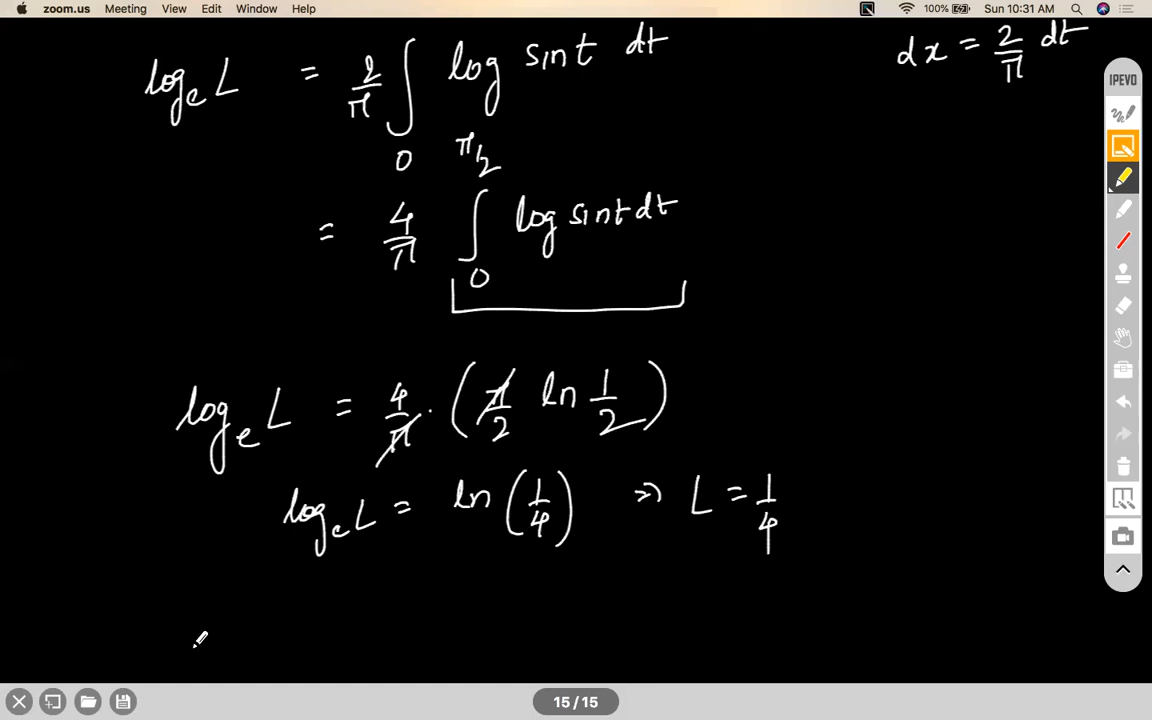 zoom.us Meeting View Edit Window Help 100% Sun 10:31 AM
log_e L = 2/π ∫_0 log sin t dt
dx = 2/π dt
= 4/π ∫_0^{π/2} log sin t dt
log_e L = 4/π · (π/2 ln 1/2)
log_e L = ln (1/4) ⇒ L = 1/4
IPEVO
15 / 15